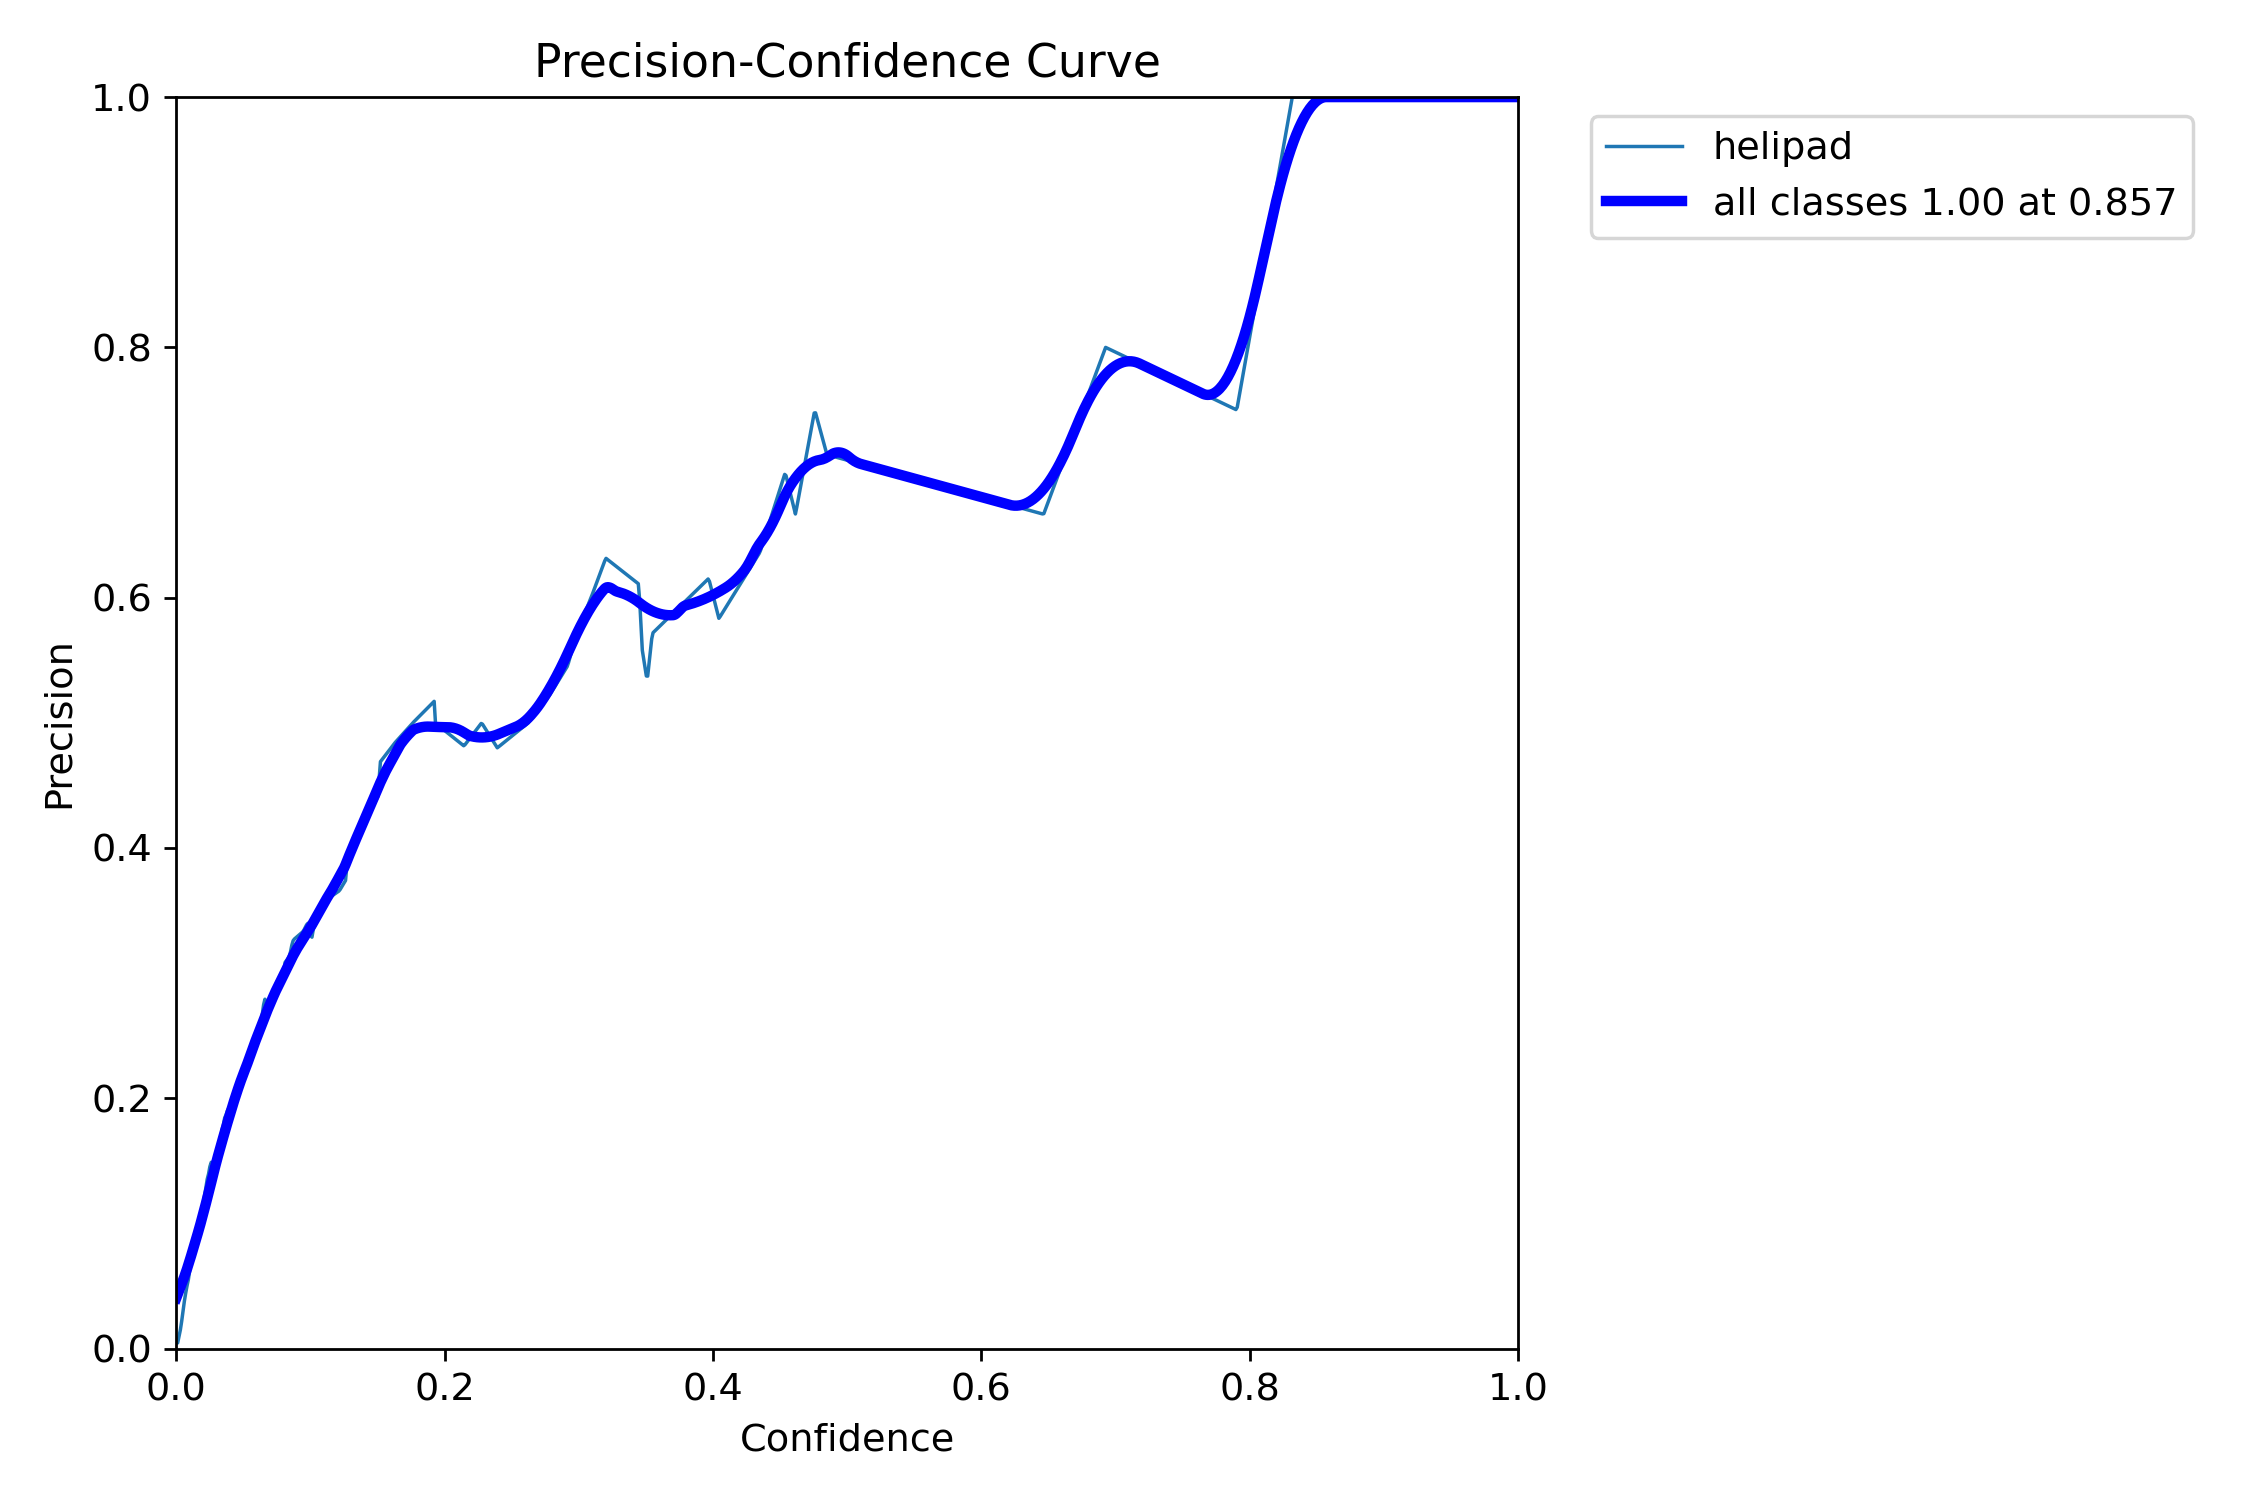 Precision-Confidence Curve
1.0
0.8
0.6
0.4
0.2
0.0
Precision
0.0 0.2 0.4 0.6 0.8 1.0
Confidence
helipad
all classes 1.00 at 0.857